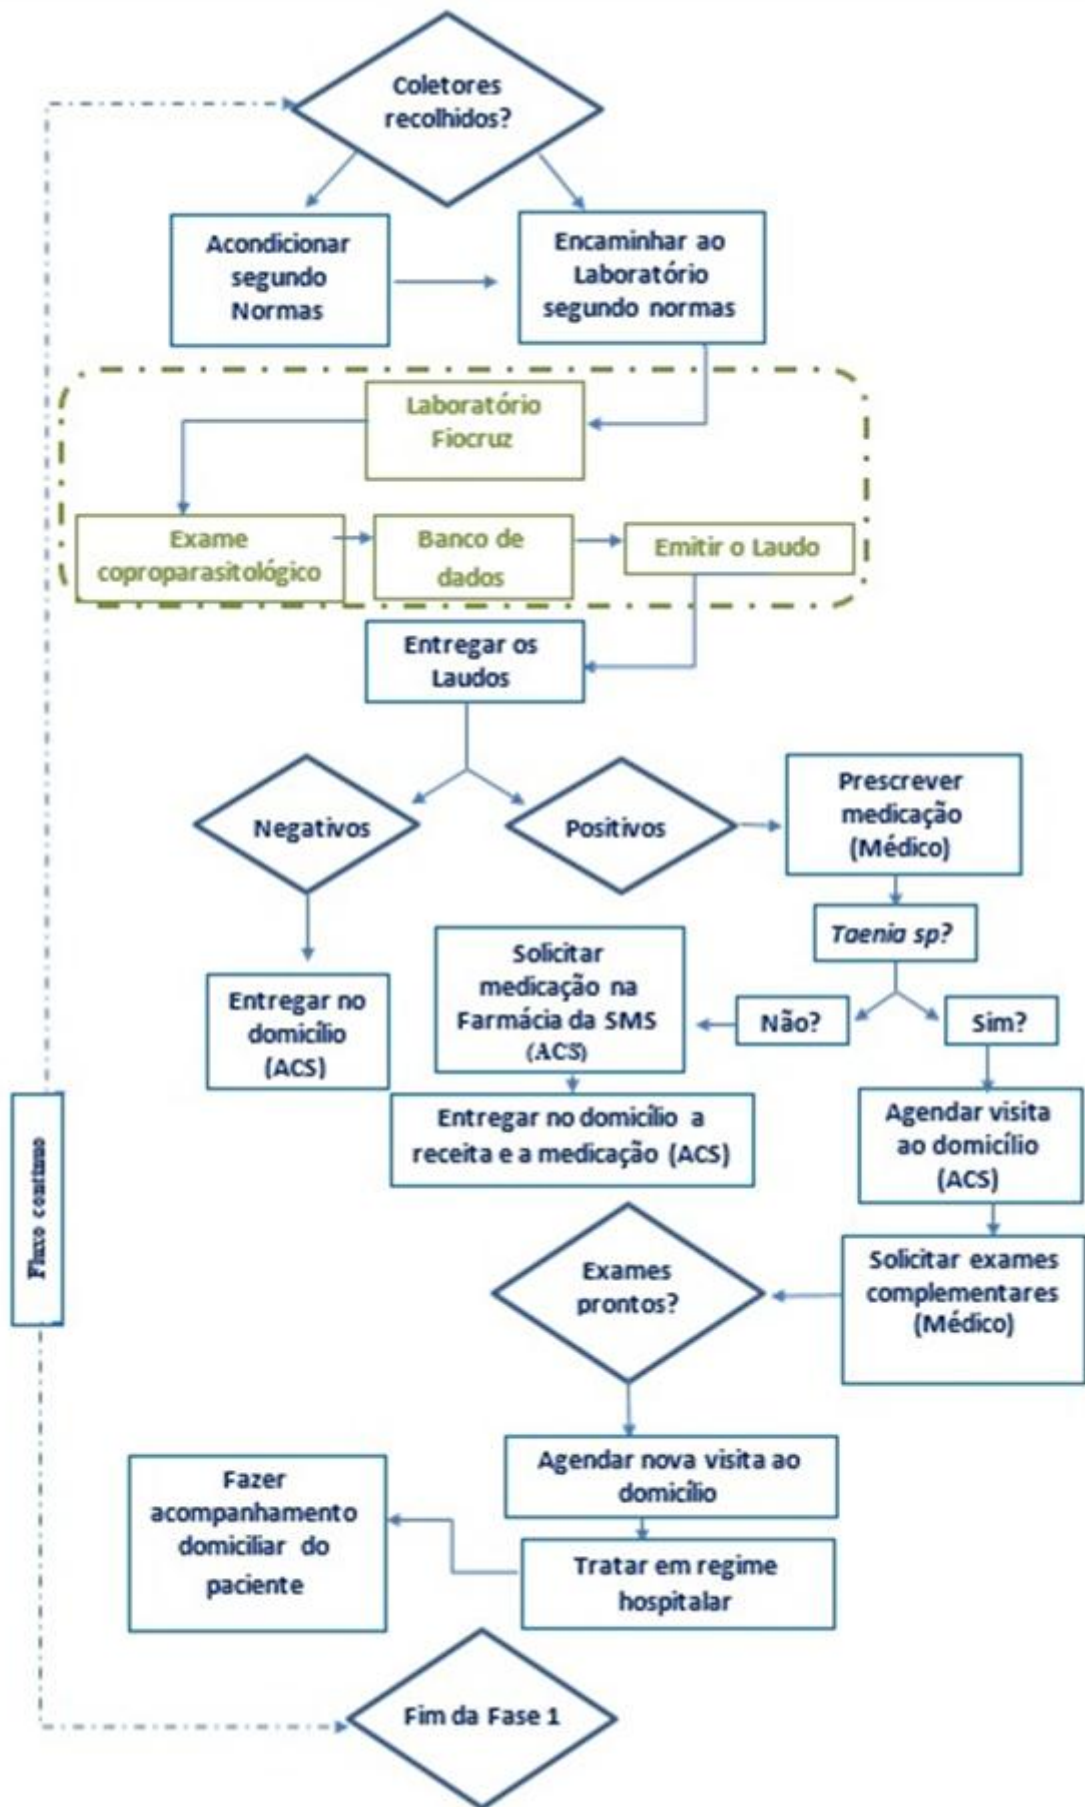 Coletores
recolhidos?
Acondicionar
segundo
Normas
Encaminhar ao
Laboratório
segundo normas
Laboratório
Fiocruz
Exame
coproparasitológico
Banco de
dados
Emitir o Laudo
Entregar os
Laudos
Negativos
Positivos
Prescrever
medicação
(Médico)
Taenia sp?
Não?
Sim?
Solicitar
medicação na
Farmácia da SMS
(ACS)
Entregar no
domicílio
(ACS)
Entregar no domicílio a
receita e a medicação (ACS)
Agendar visita
ao domicílio
(ACS)
Solicitar exames
complementares
(Médico)
Exames
prontos?
Fluxo contínuo
Agendar nova visita ao
domicílio
Tratar em regime
hospitalar
Fazer
acompanhamento
domiciliar do
paciente
Fim da Fase 1